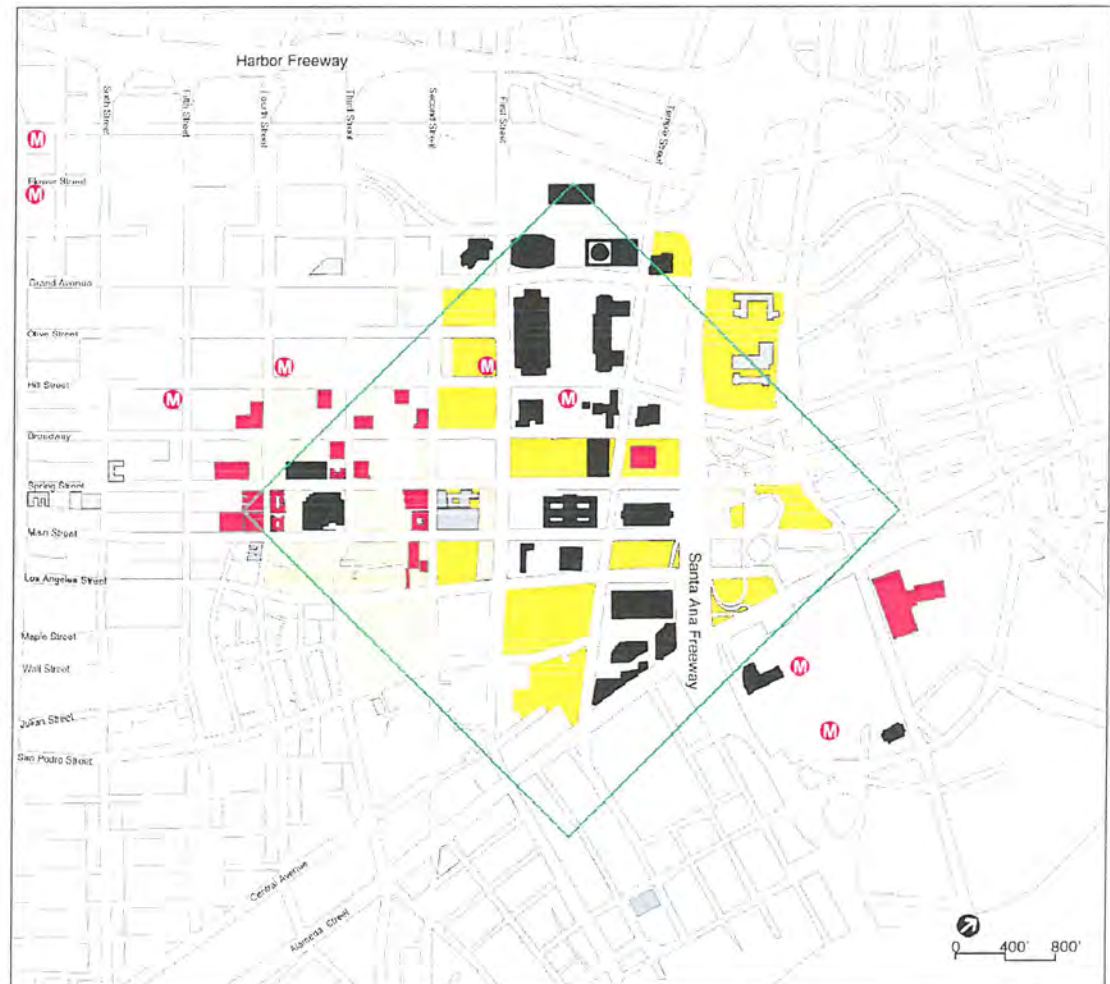 Harbor Freeway
Sixth Street
Fifth Street
Fourth Street
Third Street
Second Street
First Street
Temple Street
M
Flower Street
M
Grand Avenue
Olive Street
M
M
Hill Street
M
M
Broadway
Spring Street
Main Street
Los Angeles Street
Santa Ana Freeway
Maple Street
Wall Street
M
Julian Street
M
San Pedro Street
Central Avenue
Alameda Street
0 400' 800'